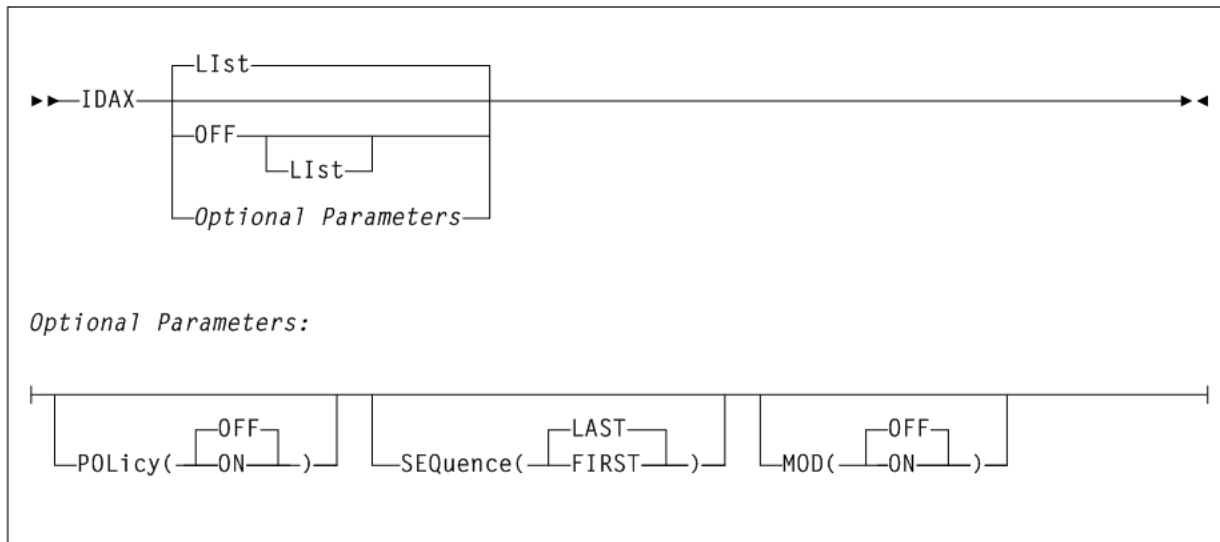 LIst
IDAX
OFF
LIst
Optional Parameters
Optional Parameters:
OFF LAST OFF
POLicy( ON ) SEQuence( FIRST ) MOD( ON )